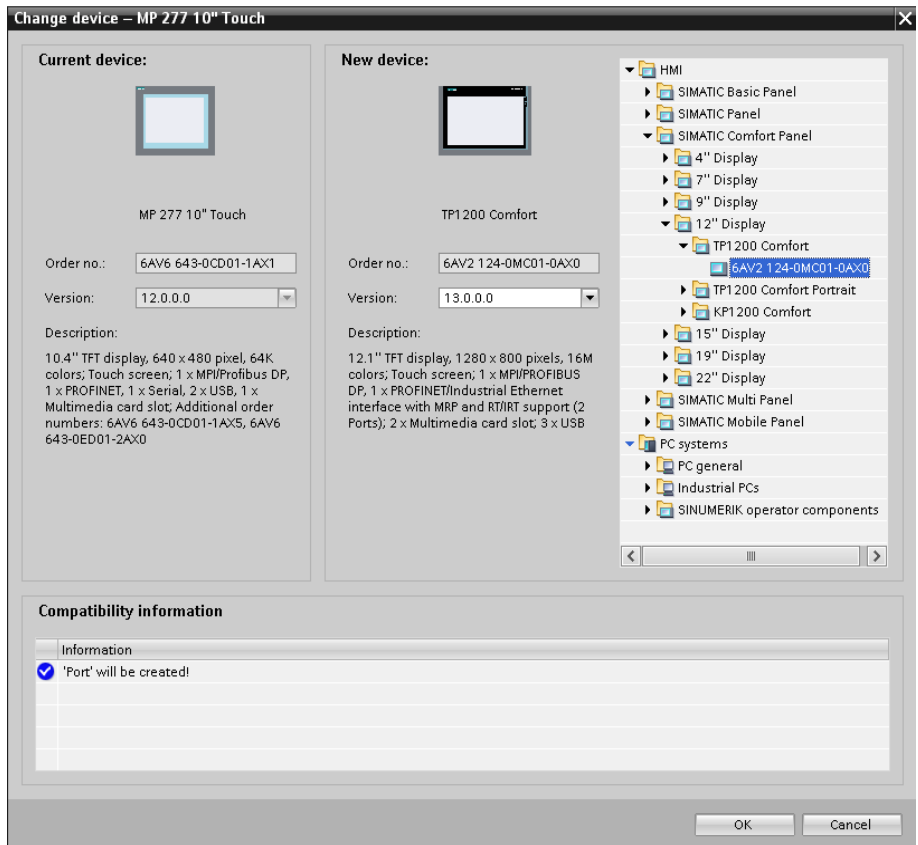 Change device – MP 277 10" Touch
Current device:
MP 277 10" Touch
Order no.: 6AV6 643-0CD01-1AX1
Version: 12.0.0.0
Description:
10.4'' TFT display, 640 x 480 pixel, 64K
colors; Touch screen; 1 x MPI/Profibus DP,
1 x PROFINET, 1 x Serial, 2 x USB, 1 x
Multimedia card slot; Additional order
numbers: 6AV6 643-0CD01-1AX5, 6AV6
643-0ED01-2AX0
New device:
TP1200 Comfort
Order no.: 6AV2 124-0MC01-0AX0
Version: 13.0.0.0
Description:
12.1'' TFT display, 1280 x 800 pixels, 16M
colors; Touch screen; 1 x MPI/PROFIBUS
DP, 1 x PROFINET/Industrial Ethernet
interface with MRP and RT/IRT support (2
Ports); 2 x Multimedia card slot; 3 x USB
HMI
SIMATIC Basic Panel
SIMATIC Panel
SIMATIC Comfort Panel
4'' Display
7'' Display
9'' Display
12'' Display
TP1200 Comfort
6AV2 124-0MC01-0AX0
TP1200 Comfort Portrait
KP1200 Comfort
15'' Display
19'' Display
22'' Display
SIMATIC Multi Panel
SIMATIC Mobile Panel
PC systems
PC general
Industrial PCs
SINUMERIK operator components
Compatibility information
Information
'Port' will be created!
OK Cancel